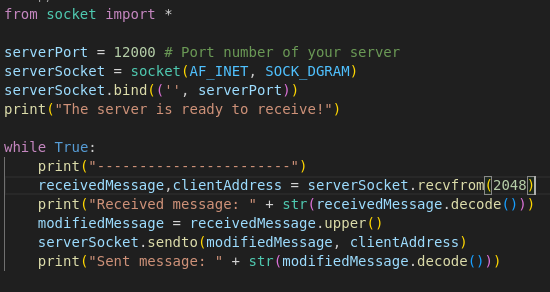 from socket import *
serverPort = 12000 # Port number of your server
serverSocket = socket(AF_INET, SOCK_DGRAM)
serverSocket.bind(('', serverPort))
print("The server is ready to receive!")
while True:
    print("-----------------------")
    receivedMessage,clientAddress = serverSocket.recvfrom(2048)
    print("Received message: " + str(receivedMessage.decode()))
    modifiedMessage = receivedMessage.upper()
    serverSocket.sendto(modifiedMessage, clientAddress)
    print("Sent message: " + str(modifiedMessage.decode()))